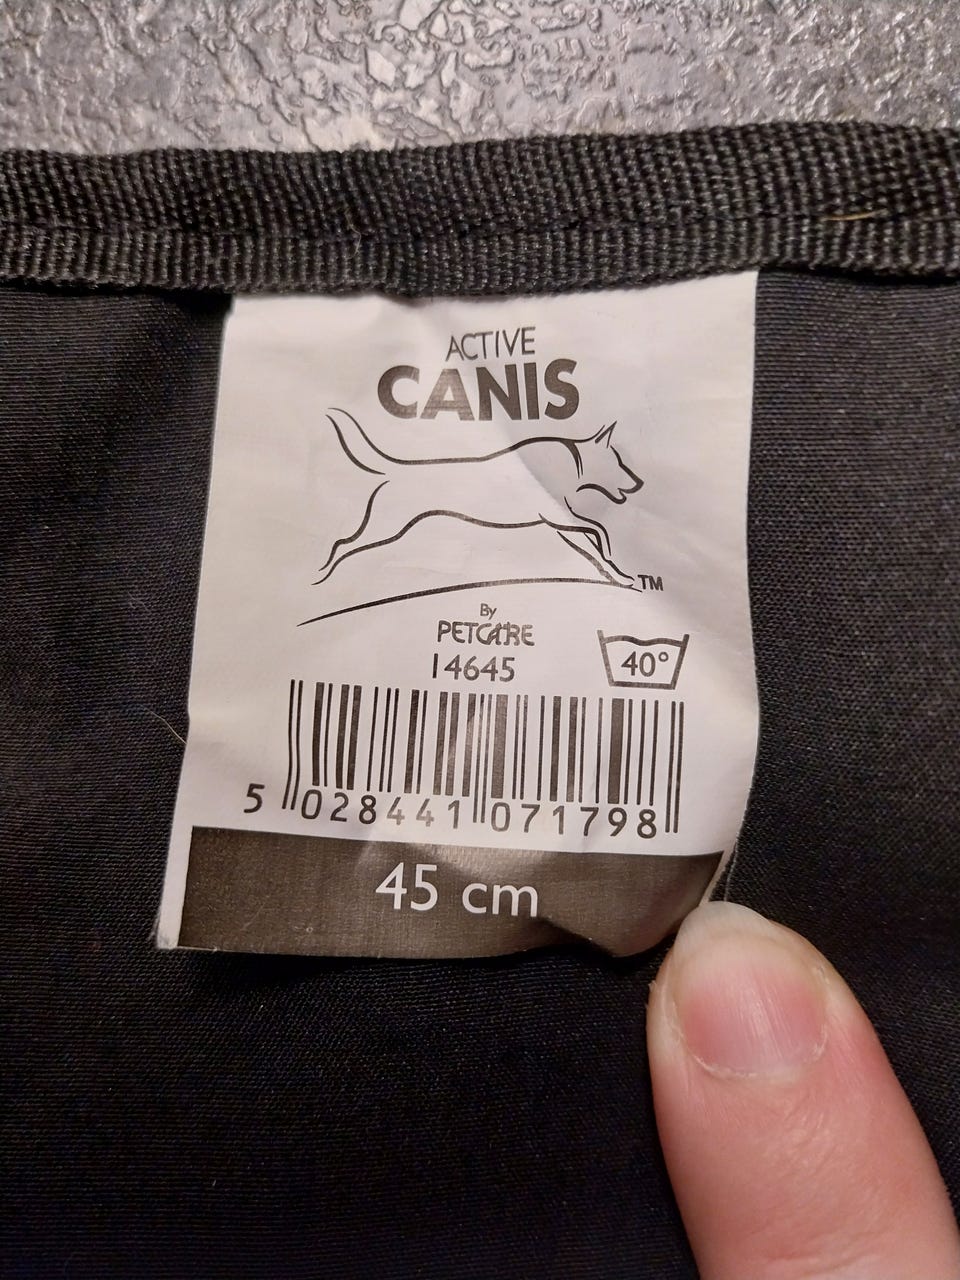 ACTIVE
CANIS
TM
By
PETCARE
14645
40°
5 028441 071798
45 cm